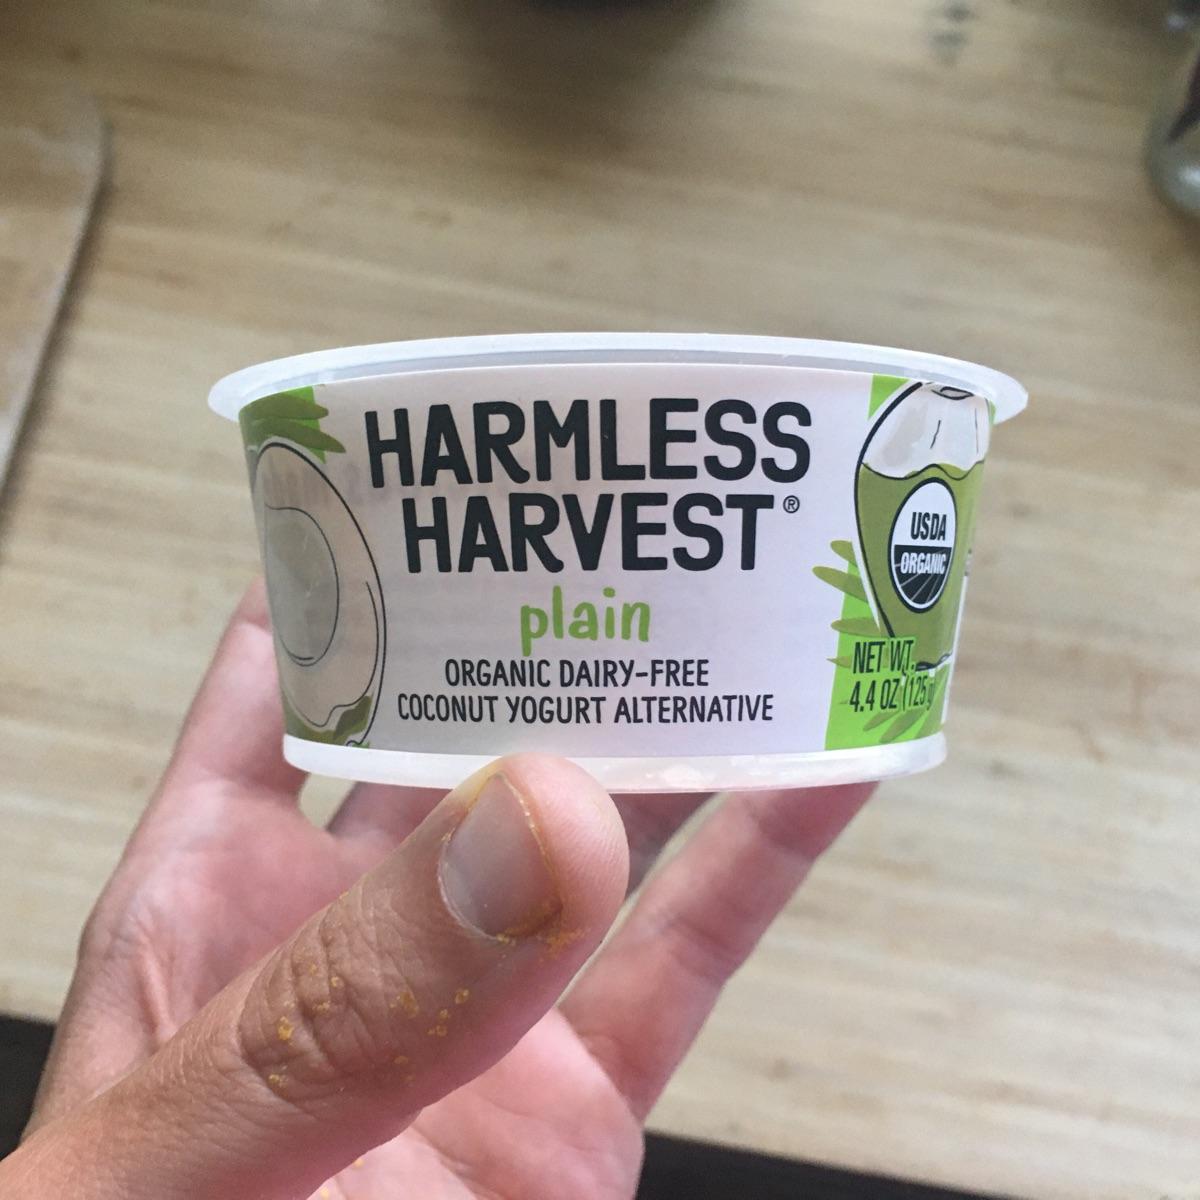 HARMLESS
HARVEST®
plain
ORGANIC DAIRY-FREE
COCONUT YOGURT ALTERNATIVE
USDA
ORGANIC
NET WT.
4.4 OZ (125 g)